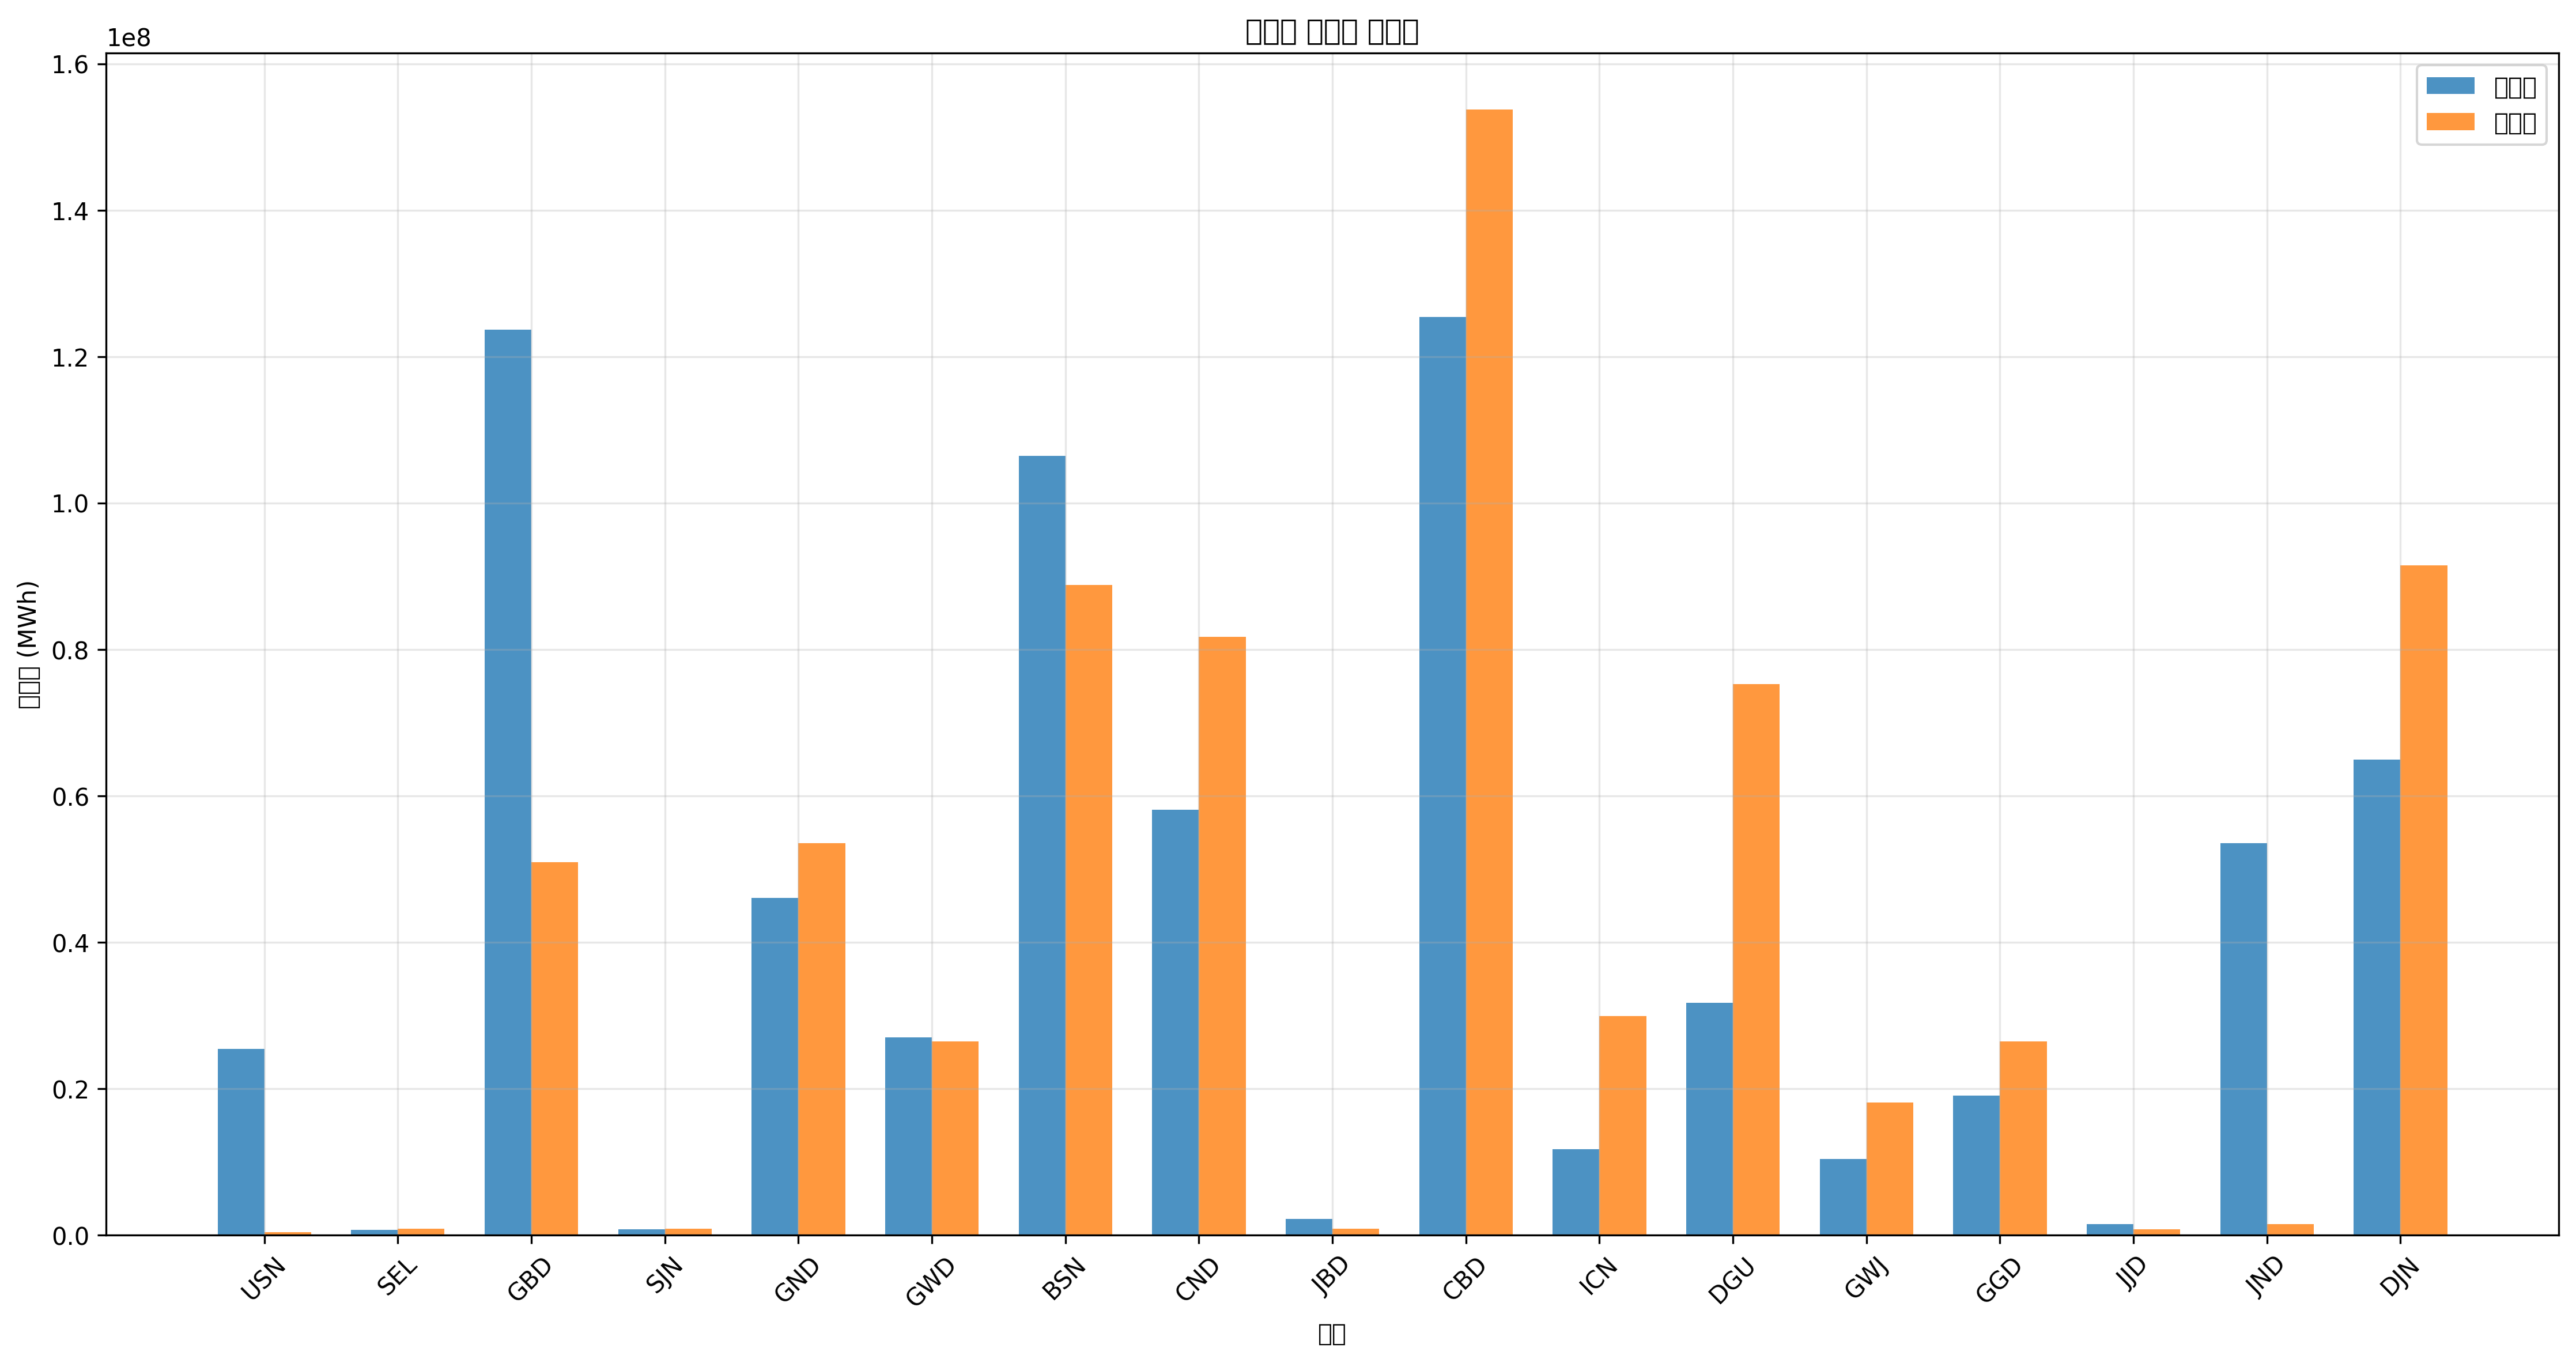 1e8
1.6
1.4
1.2
1.0
0.8
0.6
0.4
0.2
0.0
(MWh)
USN
SEL
GBD
SJN
GND
GWD
BSN
CND
JBD
CBD
ICN
DGU
GWJ
GGD
JJD
JND
DJN